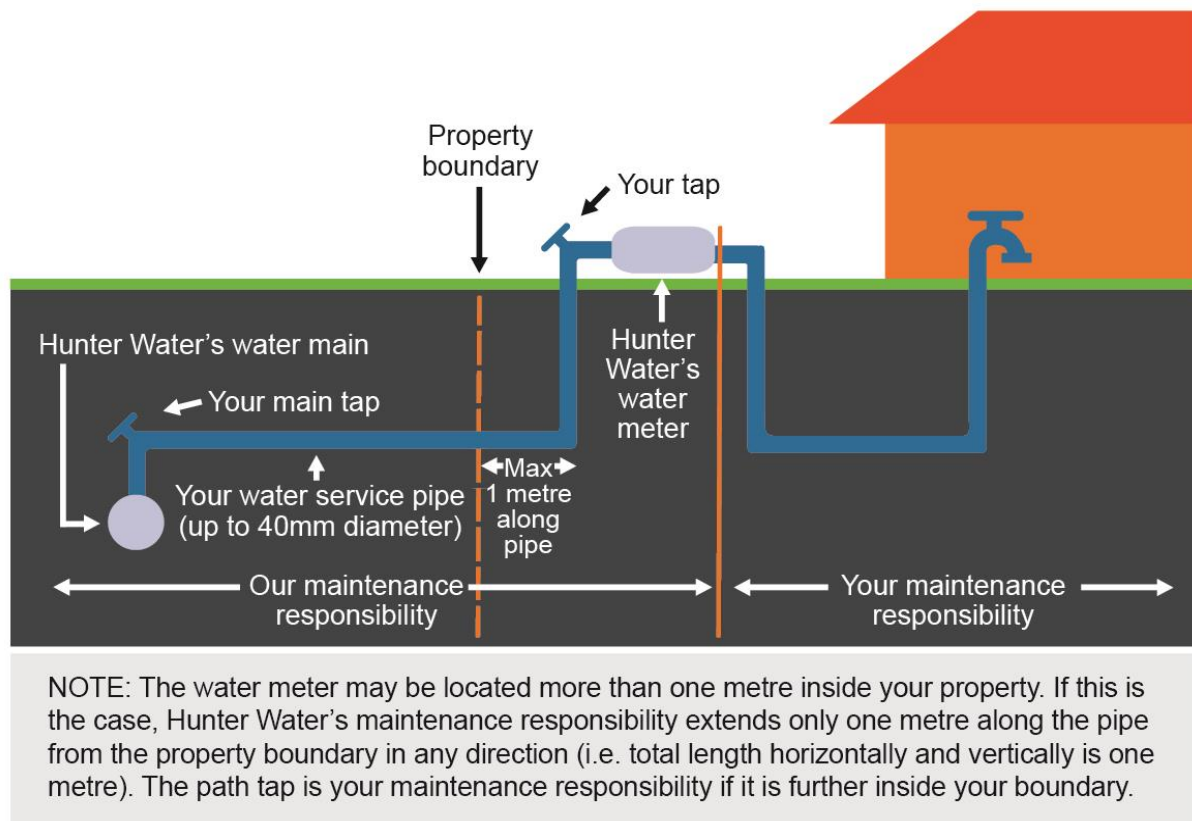 Property
boundary
Your tap
Hunter Water’s water main
Hunter
Water’s
water
meter
Your main tap
Your water service pipe
(up to 40mm diameter)
Max
1 metre
along
pipe
Our maintenance
responsibility
Your maintenance
responsibility
NOTE: The water meter may be located more than one metre inside your property. If this is
the case, Hunter Water’s maintenance responsibility extends only one metre along the pipe
from the property boundary in any direction (i.e. total length horizontally and vertically is one
metre). The path tap is your maintenance responsibility if it is further inside your boundary.